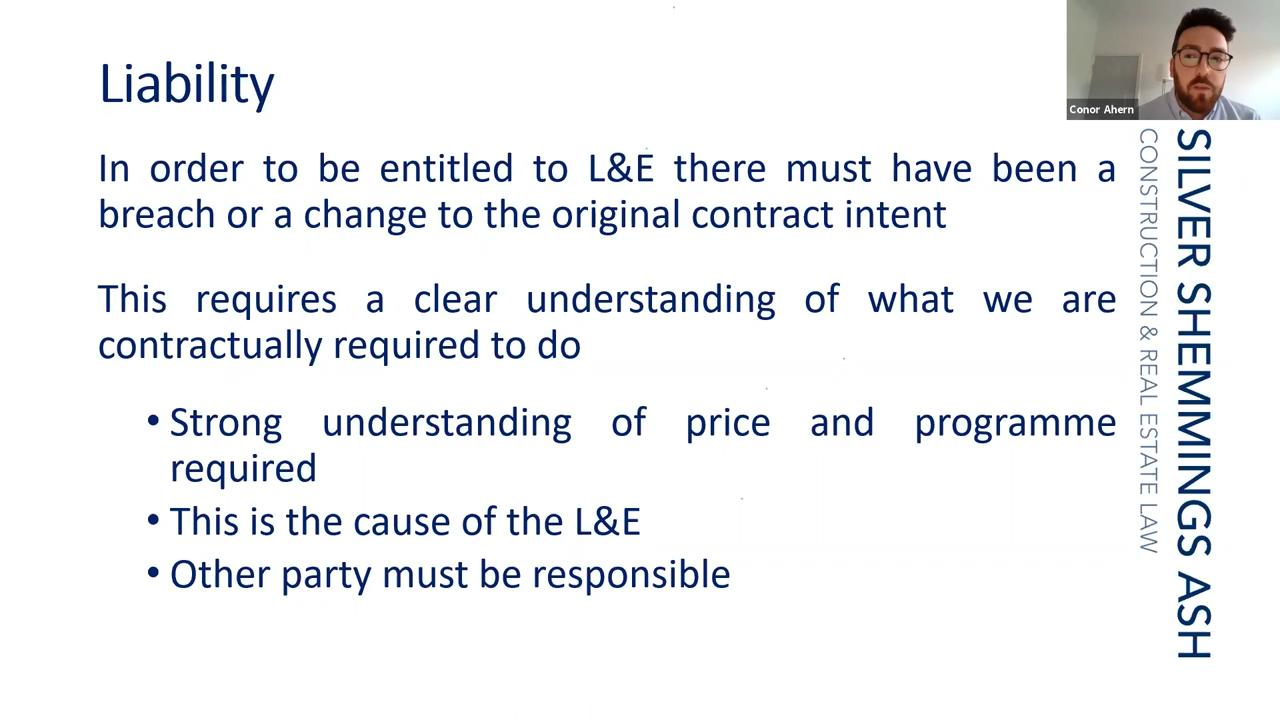 Liability
In order to be entitled to L&E there must have been a
breach or a change to the original contract intent
This requires a clear understanding of what we are
contractually required to do
• Strong understanding of price and programme
required
• This is the cause of the L&E
• Other party must be responsible
Conor Ahern
SILVER SHEMMINGS ASH
CONSTRUCTION & REAL ESTATE LAW